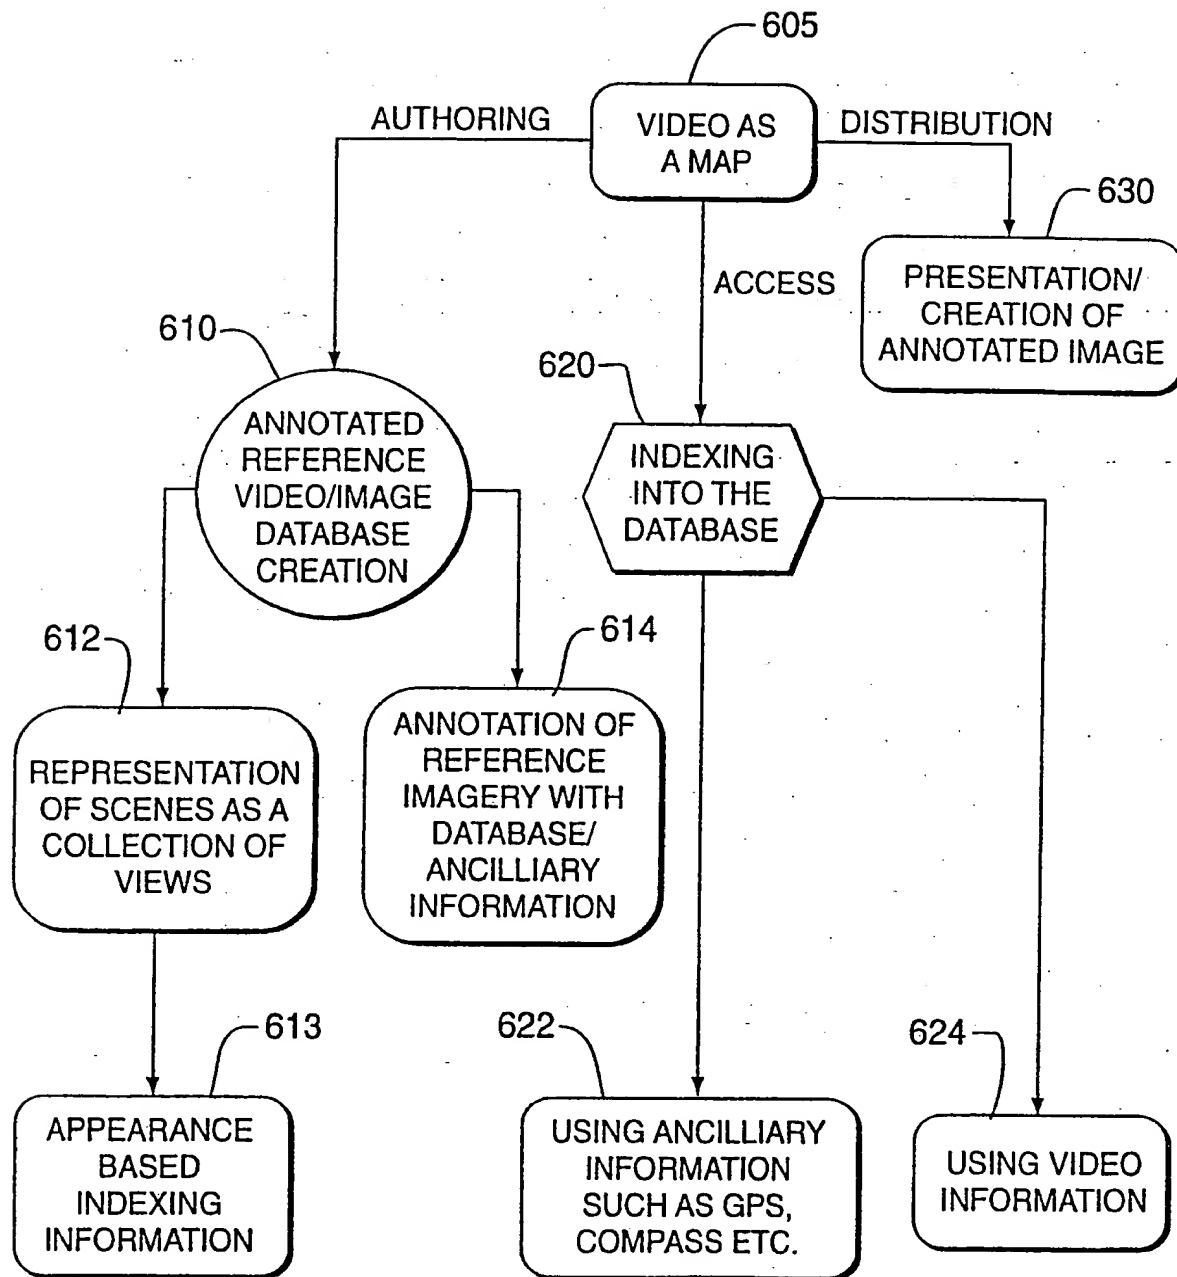 605
AUTHORING
VIDEO AS
A MAP
DISTRIBUTION
630
ACCESS
PRESENTATION/
CREATION OF
ANNOTATED IMAGE
610
ANNOTATED
REFERENCE
VIDEO/IMAGE
DATABASE
CREATION
620
INDEXING
INTO THE
DATABASE
612
REPRESENTATION
OF SCENES AS A
COLLECTION OF
VIEWS
614
ANNOTATION OF
REFERENCE
IMAGERY WITH
DATABASE/
ANCILLIARY
INFORMATION
613
APPEARANCE
BASED
INDEXING
INFORMATION
622
USING ANCILLIARY
INFORMATION
SUCH AS GPS,
COMPASS ETC.
624
USING VIDEO
INFORMATION